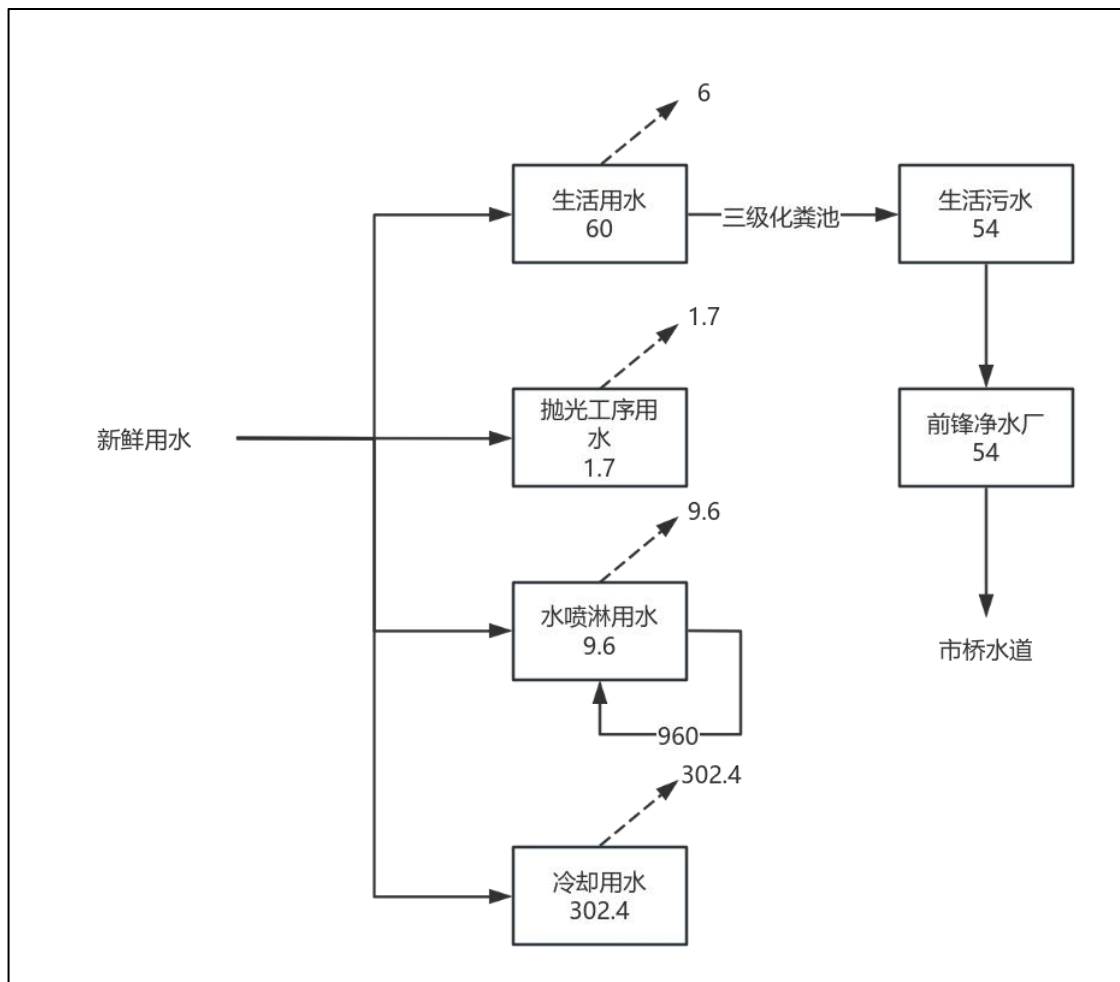 6
生活用水
60
三级化粪池
生活污水
54
1.7
新鲜用水
抛光工序用
水
1.7
前锋净水厂
54
9.6
水喷淋用水
9.6
市桥水道
960
302.4
冷却用水
302.4